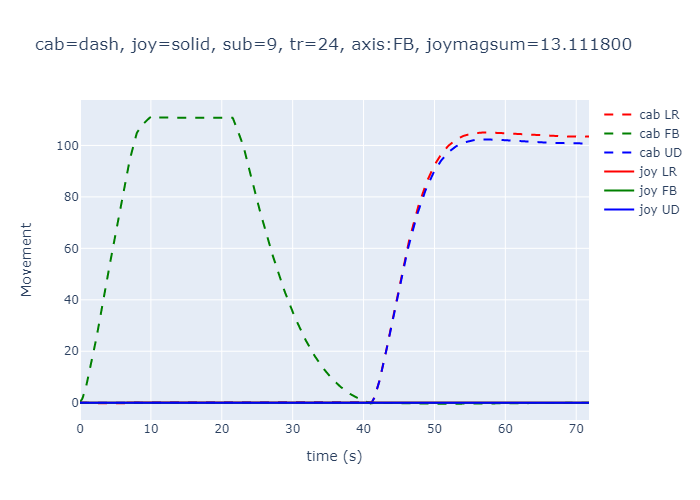 cab=dash, joy=solid, sub=9, tr=24, axis:FB, joymagsum=13.111800
cab LR
cab FB
cab UD
joy LR
joy FB
joy UD
Movement
100
80
60
40
20
0
0 10 20 30 40 50 60 70
time (s)